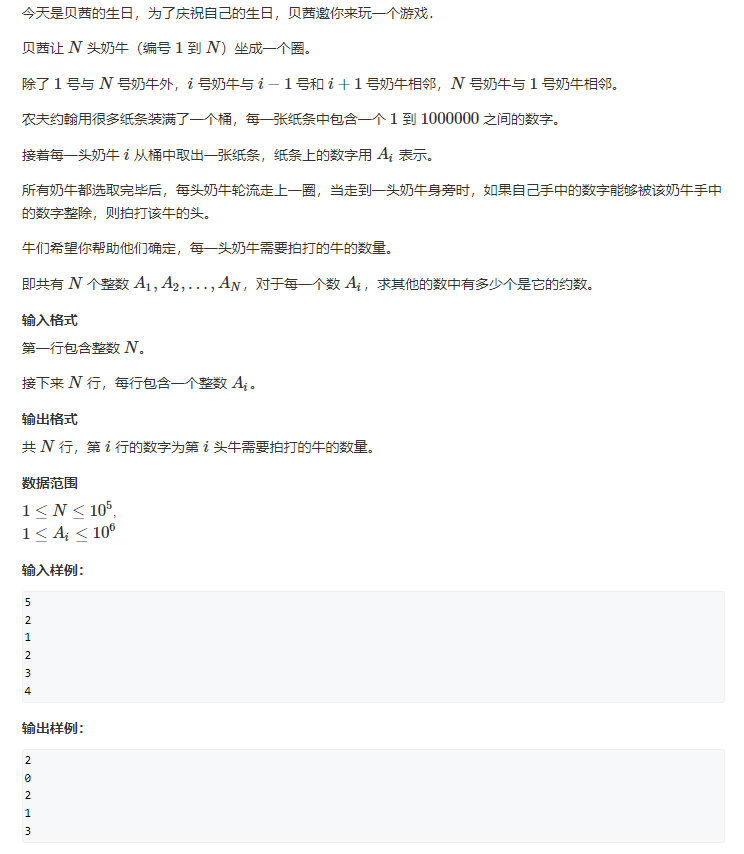 今天是贝茜的生日，为了庆祝自己的生日，贝茜邀你来玩一个游戏．
贝茜让 N 头奶牛（编号 1 到 N）坐成一个圈。
除了 1 号与 N 号奶牛外，i 号奶牛与 i − 1 号和 i + 1 号奶牛相邻，N 号奶牛与 1 号奶牛相邻。
农夫约翰用很多纸条装满了一个桶，每一张纸条中包含一个 1 到 1000000 之间的数字。
接着每一头奶牛 i 从桶中取出一张纸条，纸条上的数字用 Aᵢ 表示。
所有奶牛都选取完毕后，每头奶牛轮流走上一圈，当走到一头奶牛身旁时，如果自己手中的数字能够被该奶牛手中
的数字整除，则拍打该牛的头。
牛们希望你帮助他们确定，每一头奶牛需要拍打的牛的数量。
即共有 N 个整数 A₁, A₂, . . . , A_N，对于每一个数 Aᵢ，求其他的数中有多少个是它的约数。
输入格式
第一行包含整数 N。
接下来 N 行，每行包含一个整数 Aᵢ。
输出格式
共 N 行，第 i 行的数字为第 i 头牛需要拍打的牛的数量。
数据范围
1 ≤ N ≤ 10⁵,
1 ≤ Aᵢ ≤ 10⁶
输入样例：
5
2
1
2
3
4
输出样例：
2
0
2
1
3